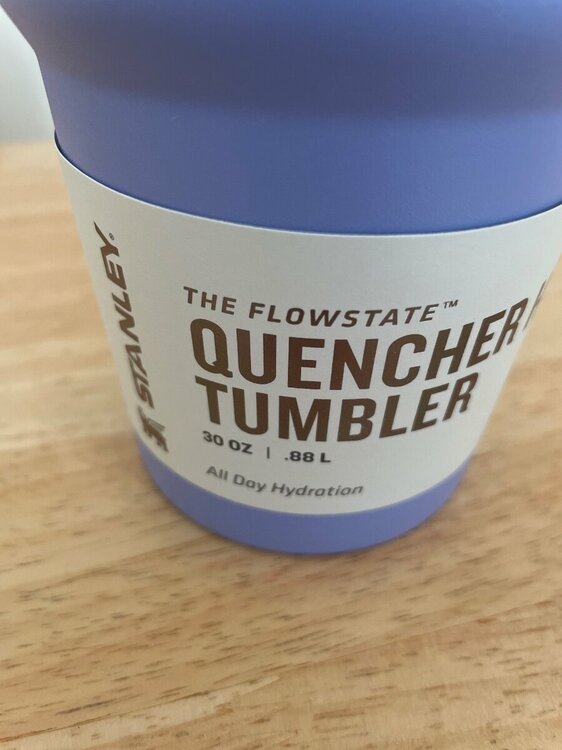 STANLEY®
THE FLOWSTATE™
QUENCHER H
TUMBLER
30 OZ | .88 L
All Day Hydration